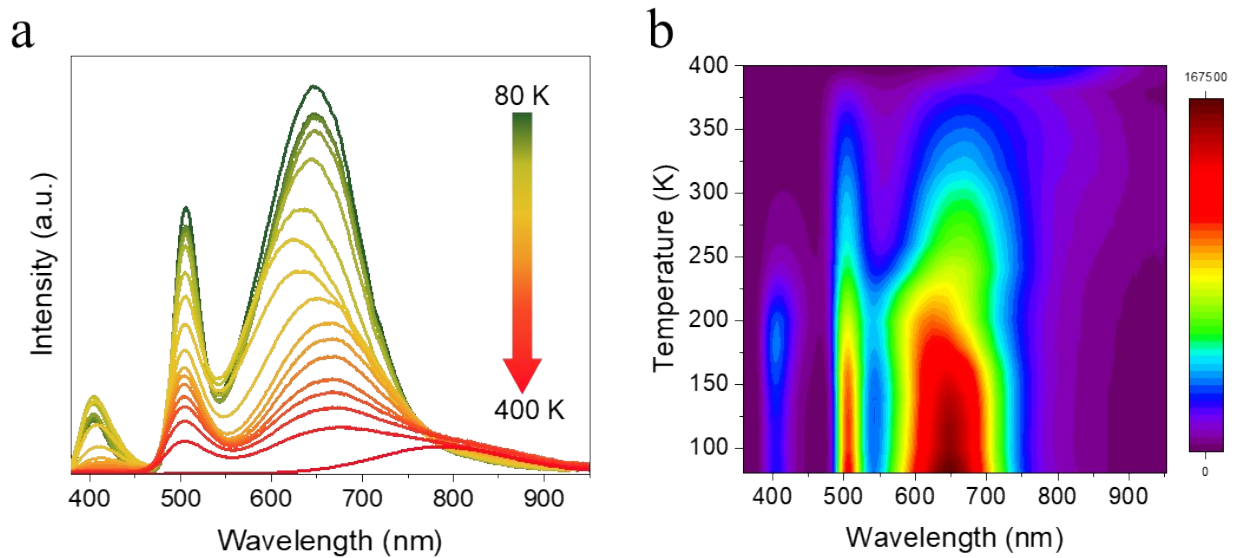 a
80 K
400 K
Intensity (a.u.)
400 500 600 700 800 900
Wavelength (nm)
b
400
350
300
250
200
150
100
Temperature (K)
400 500 600 700 800 900
Wavelength (nm)
167500
0